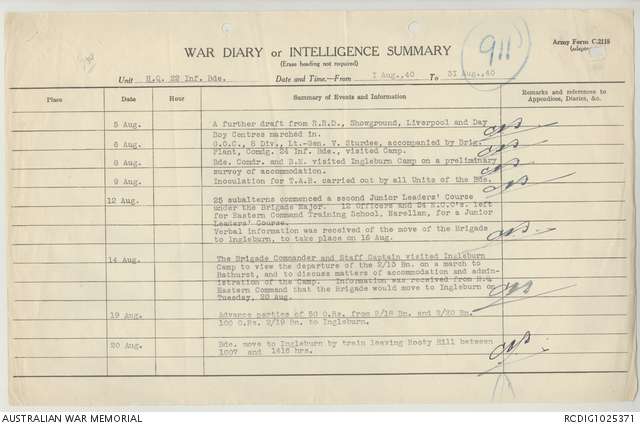 Army Form C.2118
911
WAR DIARY or INTELLIGENCE SUMMARY
(Erase heading not required)
Unit H.Q. 22 Inf. Bde. Date and Time.—From 1 Aug.,40 To 31 Aug.,40
Place Date Hour Summary of Events and Information Remarks and references to
Appendices, Diaries, &c.
5 Aug. A further draft from R.R.D., Showground, Liverpool and Day
Boy Centres marched in.
6 Aug. G.O.C., 8 Div, Lt.-Gen. V. Sturdee, accompanied by Brig.
Plant, Comdg. 24 Inf. Bde., visited Camp.
8 Aug. Bde. Comdr. and B.M. visited Ingleburn Camp on a preliminary
survey of accommodation.
9 Aug. Inoculation for T.A.B. carried out by all Units of the Bde.
12 Aug. 25 subalterns commenced a second Junior Leaders' Course
under the Brigade Major. 12 Officers and 24 N.C.O's. left
for Eastern Command Training School, Narellan, for a Junior
Leaders' Course.
Verbal information was received of the move of the Brigade
to Ingleburn, to take place on 16 Aug.
14 Aug. The Brigade Commander and Staff Captain visited Ingleburn
Camp to view the departure of the 2/13 Bn. on a march to
Bathurst, and to discuss matters of accommodation and admin-
istration of the Camp. Information was received from H.Q.
Eastern Command that the Brigade would move to Ingleburn on
Tuesday, 20 Aug.
19 Aug. Advance parties of 50 O.Rs. from 2/18 Bn. and 2/20 Bn.
100 O.Rs. 2/19 Bn. to Ingleburn.
20 Aug. Bde. move to Ingleburn by train leaving Rooty Hill between
1007 and 1416 hrs.
AUSTRALIAN WAR MEMORIAL RCDIG1025371